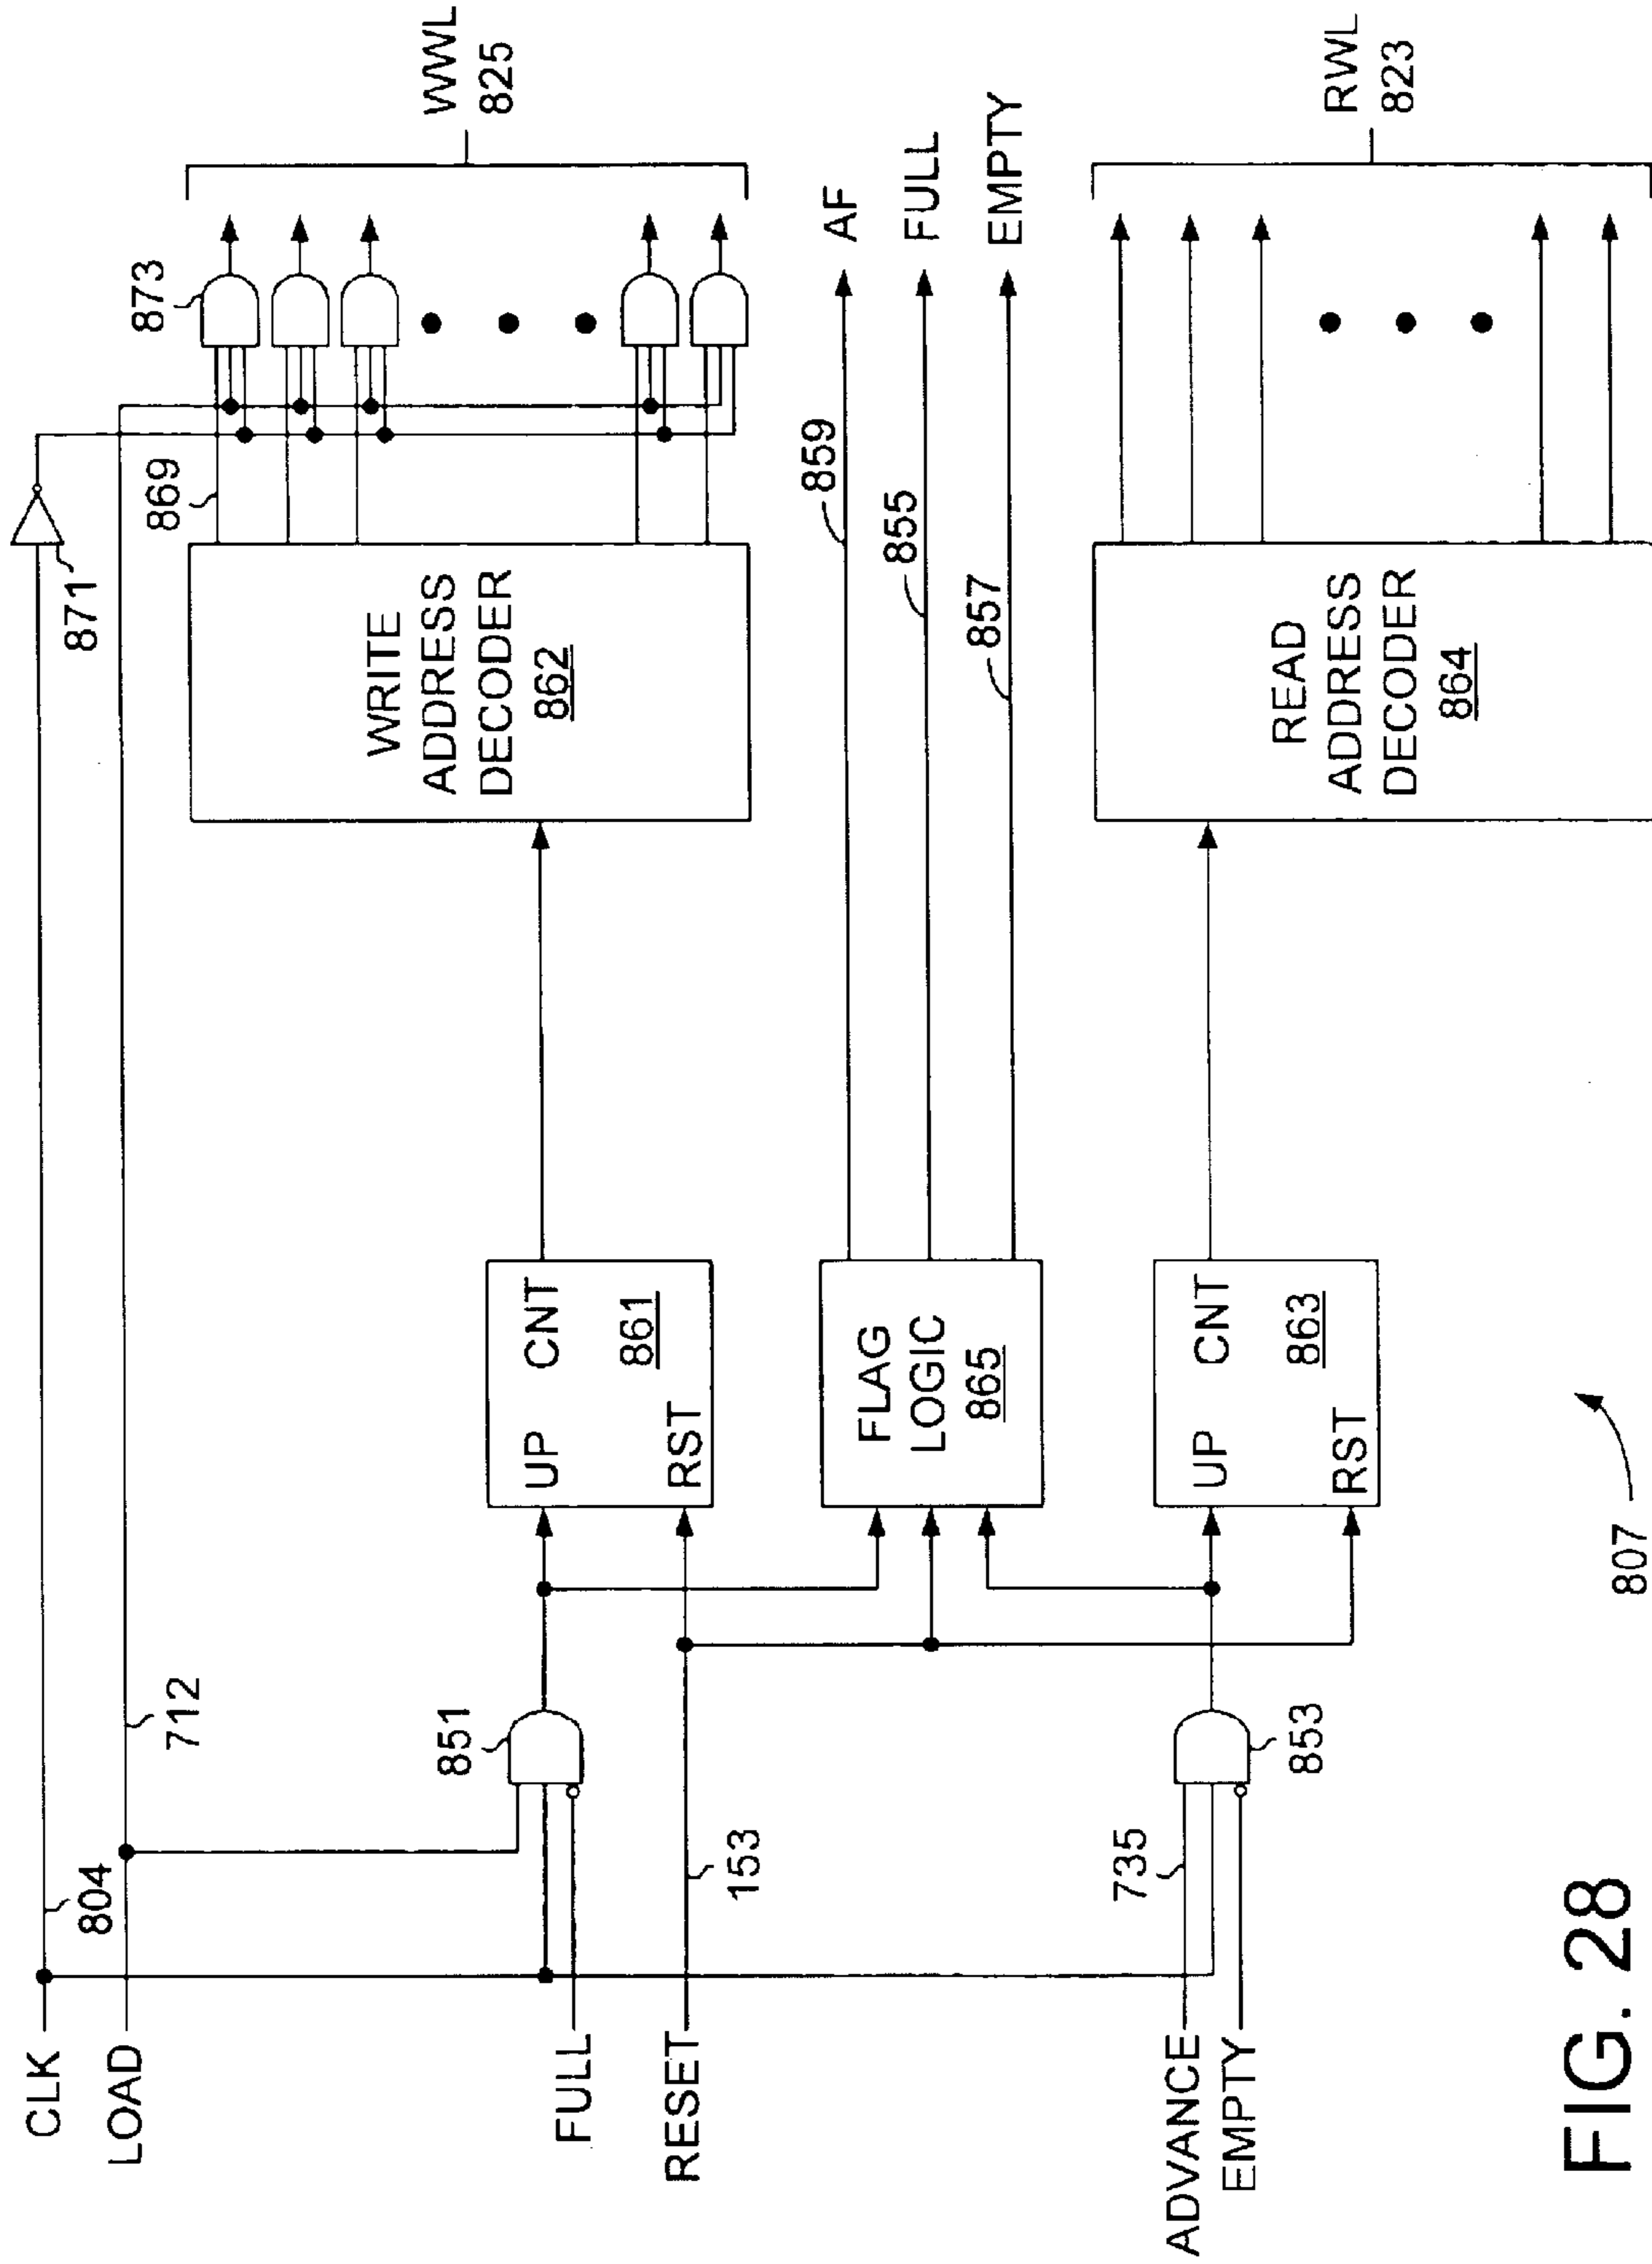 CLK
804
LOAD
712
871
869
873
WWL
825
WRITE
ADDRESS
DECODER
862
851
UP CNT
861
RST
FULL
RESET
153
FLAG
LOGIC
865
859
AF
855
FULL
857
EMPTY
735
ADVANCE
EMPTY
853
UP CNT
863
RST
READ
ADDRESS
DECODER
864
RWL
823
807
FIG. 28